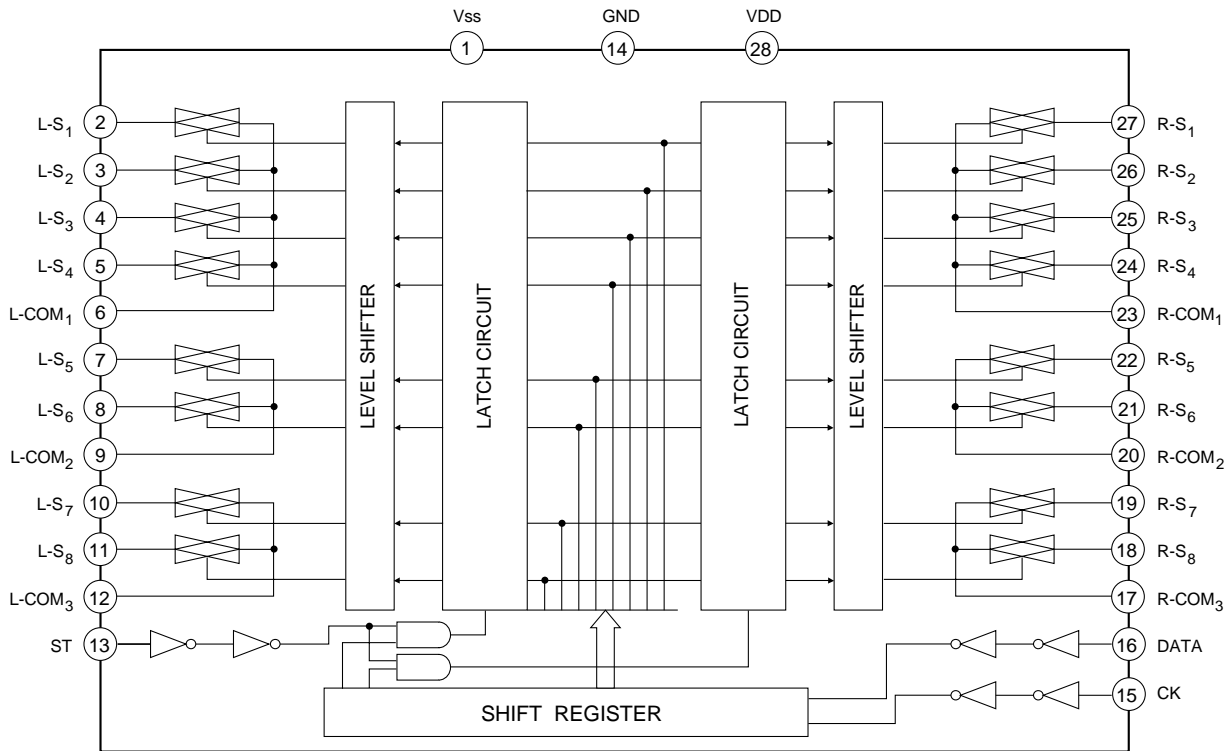 Vss GND VDD
1 14 28
L-S1 2 27 R-S1
L-S2 3 26 R-S2
L-S3 4 25 R-S3
L-S4 5 24 R-S4
L-COM1 6 23 R-COM1
L-S5 7 22 R-S5
L-S6 8 21 R-S6
L-COM2 9 20 R-COM2
L-S7 10 19 R-S7
L-S8 11 18 R-S8
L-COM3 12 17 R-COM3
ST 13 16 DATA
15 CK
LEVEL SHIFTER
LATCH CIRCUIT
LATCH CIRCUIT
LEVEL SHIFTER
SHIFT REGISTER